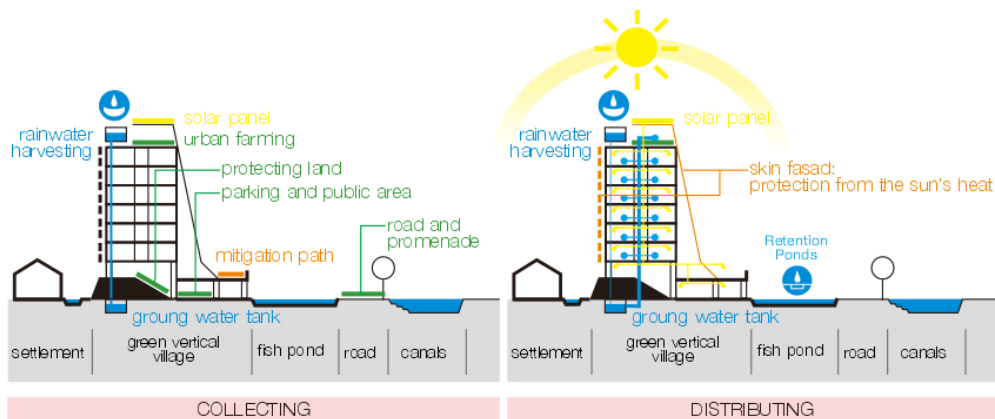 solar panel
rainwater
harvesting
urban farming
protecting land
parking and public area
road and
promenade
mitigation path
groung water tank
settlement
green vertical
village
fish pond
road
canals
COLLECTING
solar panel
rainwater
harvesting
skin fasad:
protection from the sun's heat
Retention
Ponds
groung water tank
settlement
green vertical
village
fish pond
road
canals
DISTRIBUTING